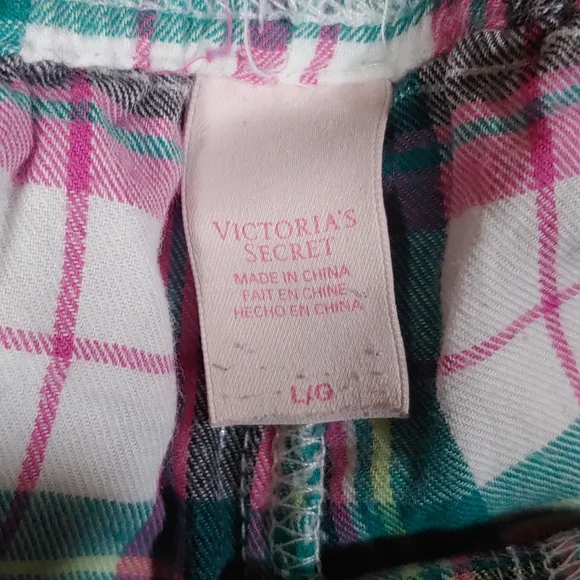 VICTORIA'S
SECRET
MADE IN CHINA
FAIT EN CHINE
HECHO EN CHINA
L/G